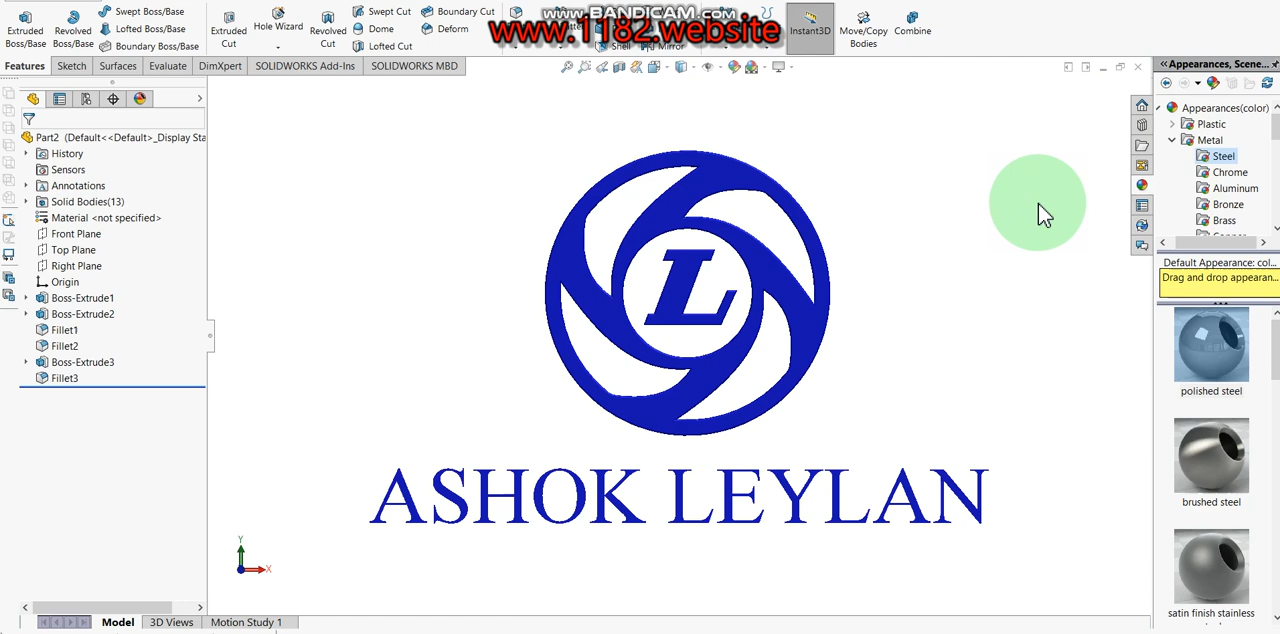 www.BANDICAM.com
www.1182.website
Extruded Boss/Base
Revolved Boss/Base
Swept Boss/Base
Lofted Boss/Base
Boundary Boss/Base
Extruded Cut
Hole Wizard
Revolved Cut
Swept Cut
Dome
Lofted Cut
Boundary Cut
Deform
Shell
Mirror
Instant3D
Move/Copy Bodies
Combine
Features Sketch Surfaces Evaluate DimXpert SOLIDWORKS Add-Ins SOLIDWORKS MBD
Part2 (Default<<Default>_Display Sta
History
Sensors
Annotations
Solid Bodies(13)
Material <not specified>
Front Plane
Top Plane
Right Plane
Origin
Boss-Extrude1
Boss-Extrude2
Fillet1
Fillet2
Boss-Extrude3
Fillet3
L
ASHOK LEYLAN
Y
X
Model 3D Views Motion Study 1
Appearances, Scene...
Appearances(color)
Plastic
Metal
Steel
Chrome
Aluminum
Bronze
Brass
Default Appearance: col...
Drag and drop appearan...
polished steel
brushed steel
satin finish stainless